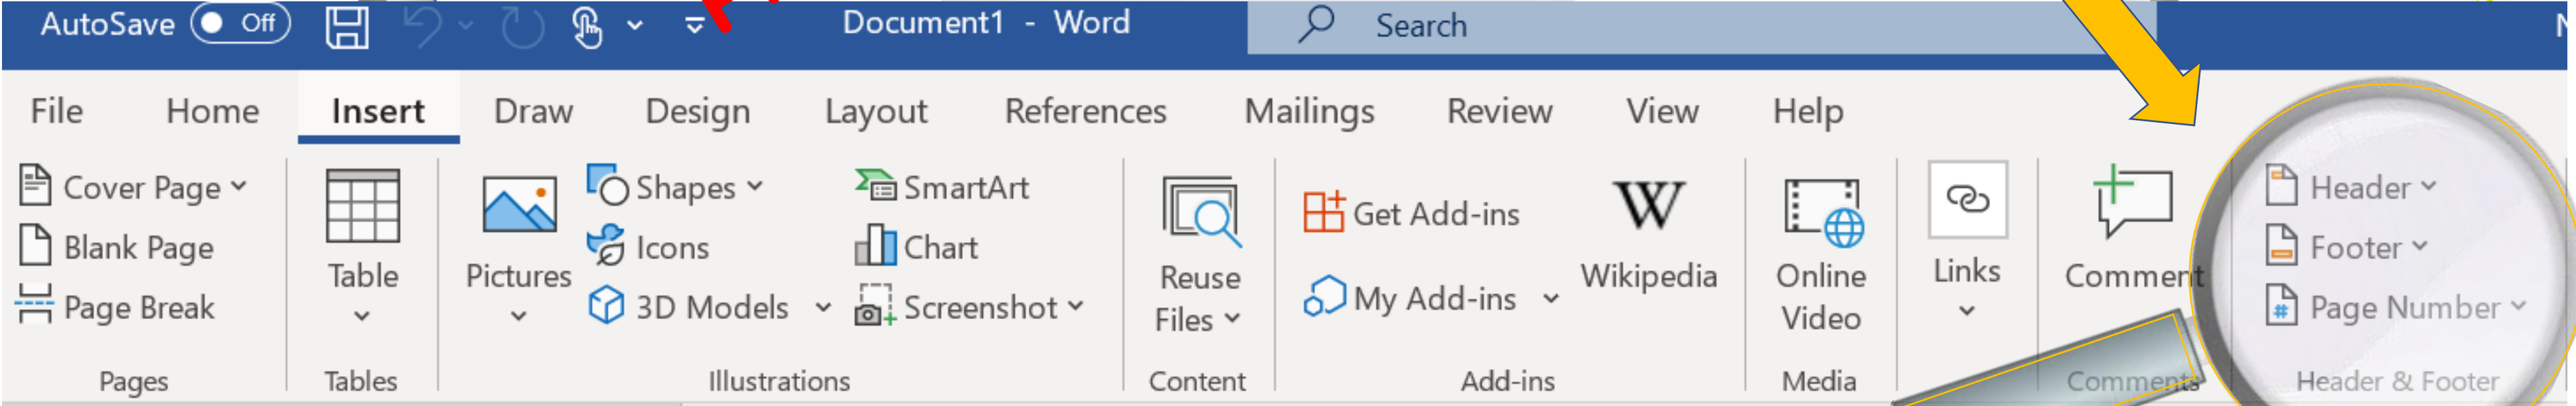 AutoSave Off Document1 - Word Search
File Home Insert Draw Design Layout References Mailings Review View Help
Cover Page
Blank Page
Page Break
Pages
Table
Tables
Pictures
Shapes
Icons
3D Models
SmartArt
Chart
Screenshot
Illustrations
Reuse
Files
Content
Get Add-ins
My Add-ins
W
Wikipedia
Add-ins
Online
Video
Media
Links
Comment
Comments
Header
Footer
# Page Number
Header & Footer